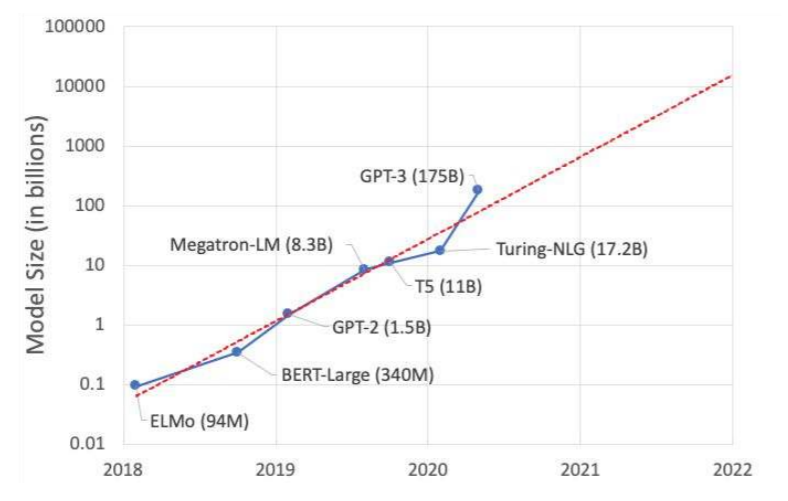 100000
10000
1000
100
10
1
0.1
0.01
Model Size (in billions)
GPT-3 (175B)
Megatron-LM (8.3B)
Turing-NLG (17.2B)
T5 (11B)
GPT-2 (1.5B)
BERT-Large (340M)
ELMo (94M)
2018 2019 2020 2021 2022